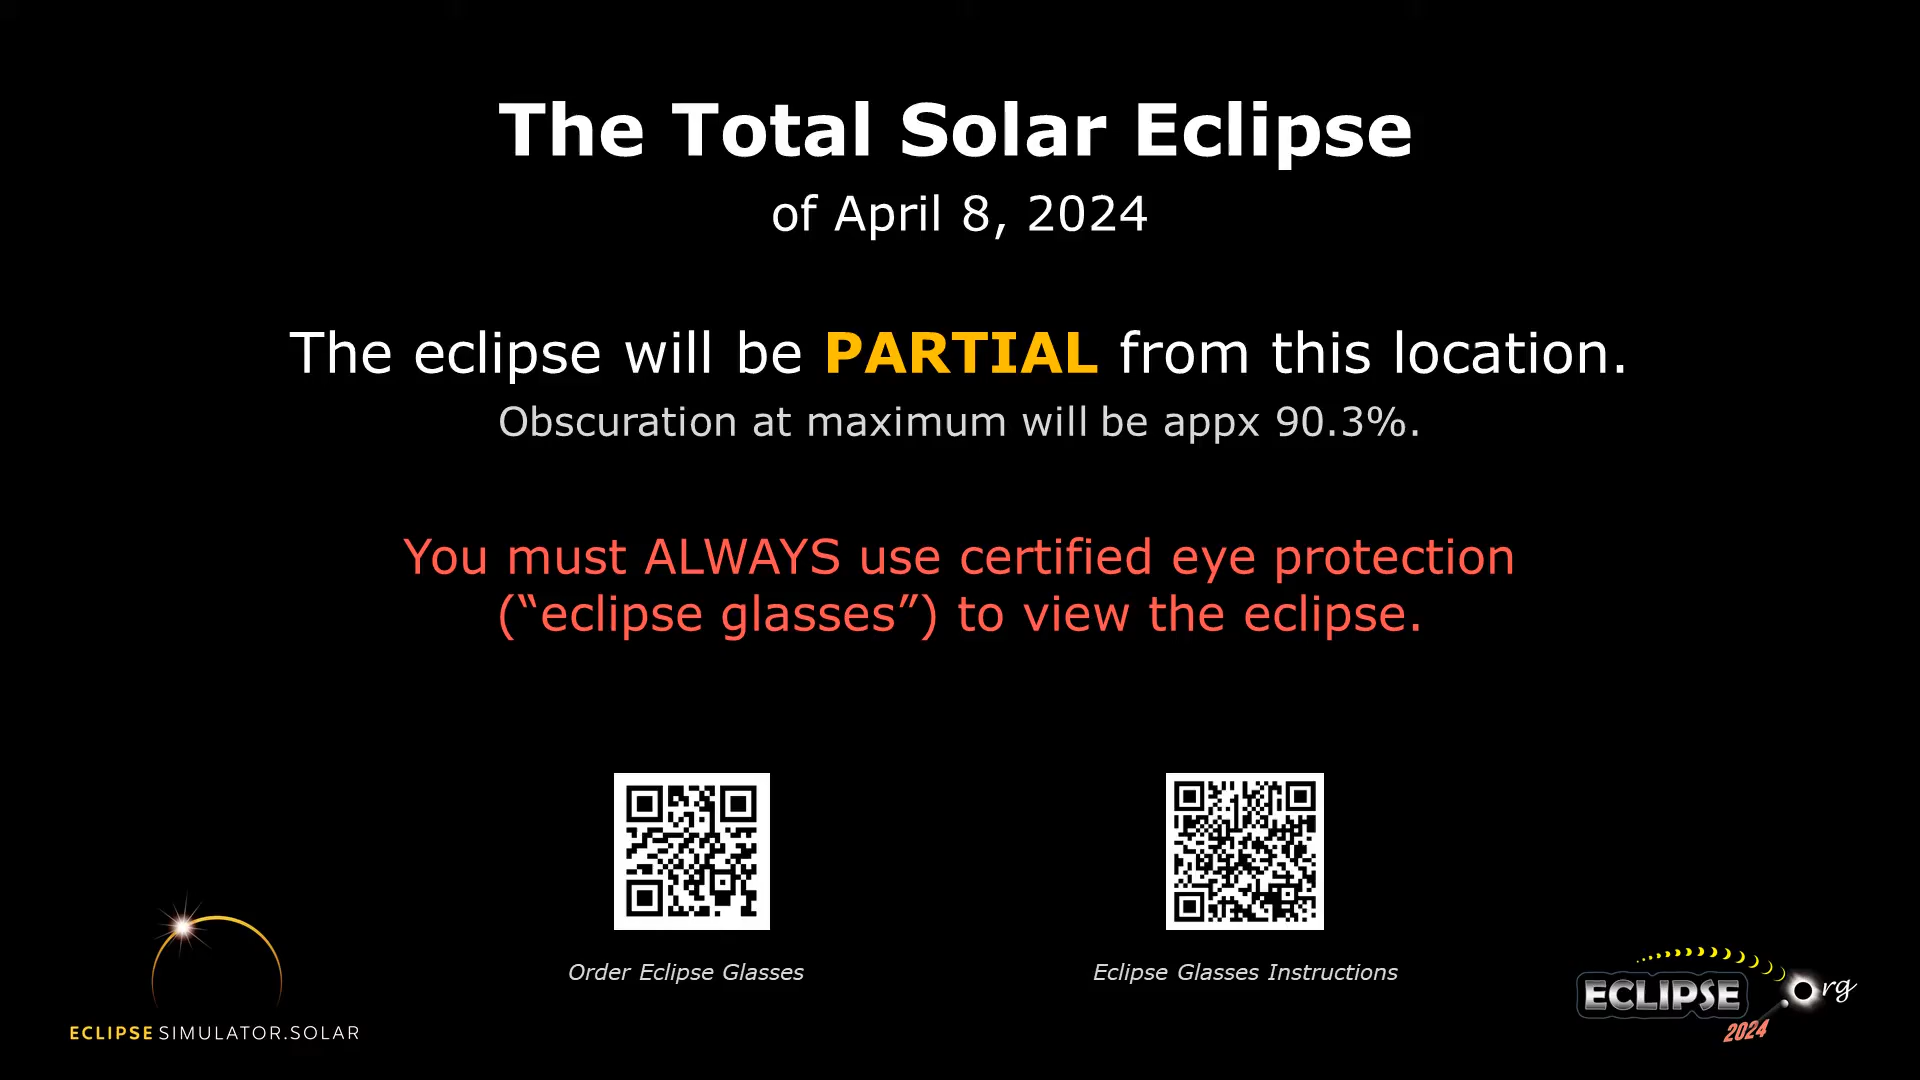 The Total Solar Eclipse
of April 8, 2024
The eclipse will be PARTIAL from this location.
Obscuration at maximum will be appx 90.3%.
You must ALWAYS use certified eye protection
(“eclipse glasses”) to view the eclipse.
Order Eclipse Glasses
Eclipse Glasses Instructions
ECLIPSESIMULATOR.SOLAR
ECLIPSE rg
2024